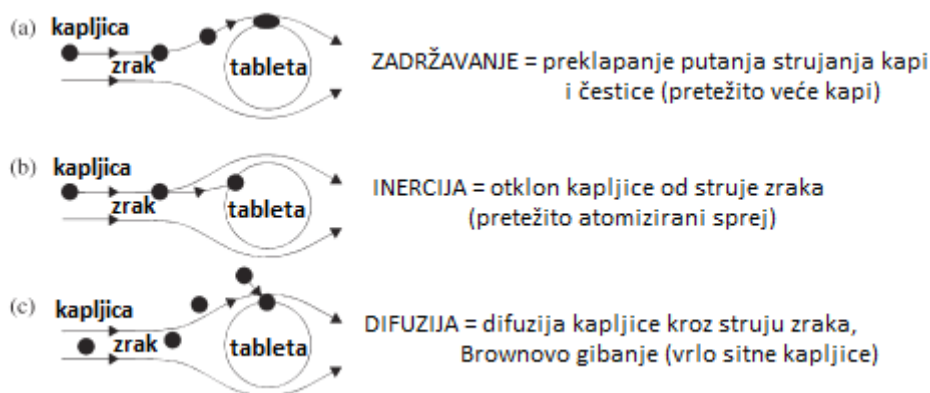 (a) kapljica
zrak
tableta
ZADRŽAVANJE = preklapanje putanja strujanja kapi
i čestice (pretežito veće kapi)
(b) kapljica
zrak
tableta
INERCIJA = otklon kapljice od struje zraka
(pretežito atomizirani sprej)
(c) kapljica
zrak
tableta
DIFUZIJA = difuzija kapljice kroz struju zraka,
Brownovo gibanje (vrlo sitne kapljice)